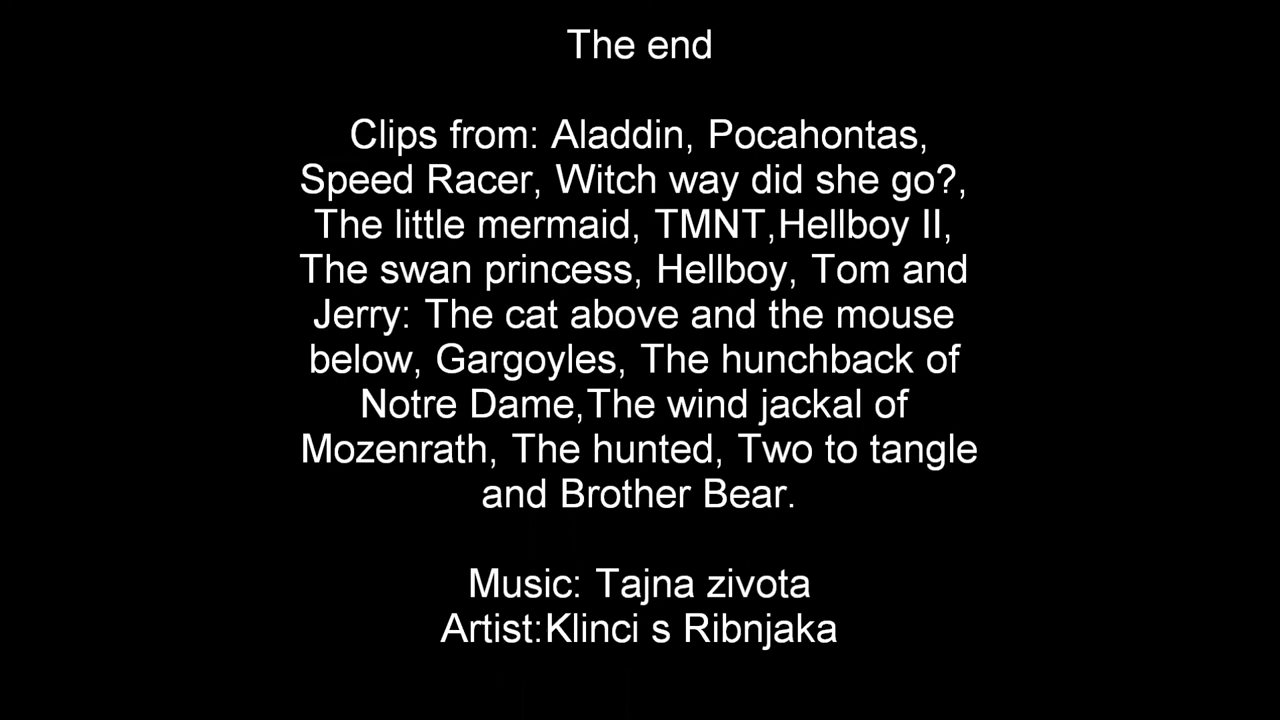 The end
Clips from: Aladdin, Pocahontas,
Speed Racer, Witch way did she go?,
The little mermaid, TMNT,Hellboy II,
The swan princess, Hellboy, Tom and
Jerry: The cat above and the mouse
below, Gargoyles, The hunchback of
Notre Dame,The wind jackal of
Mozenrath, The hunted, Two to tangle
and Brother Bear.
Music: Tajna zivota
Artist:Klinci s Ribnjaka